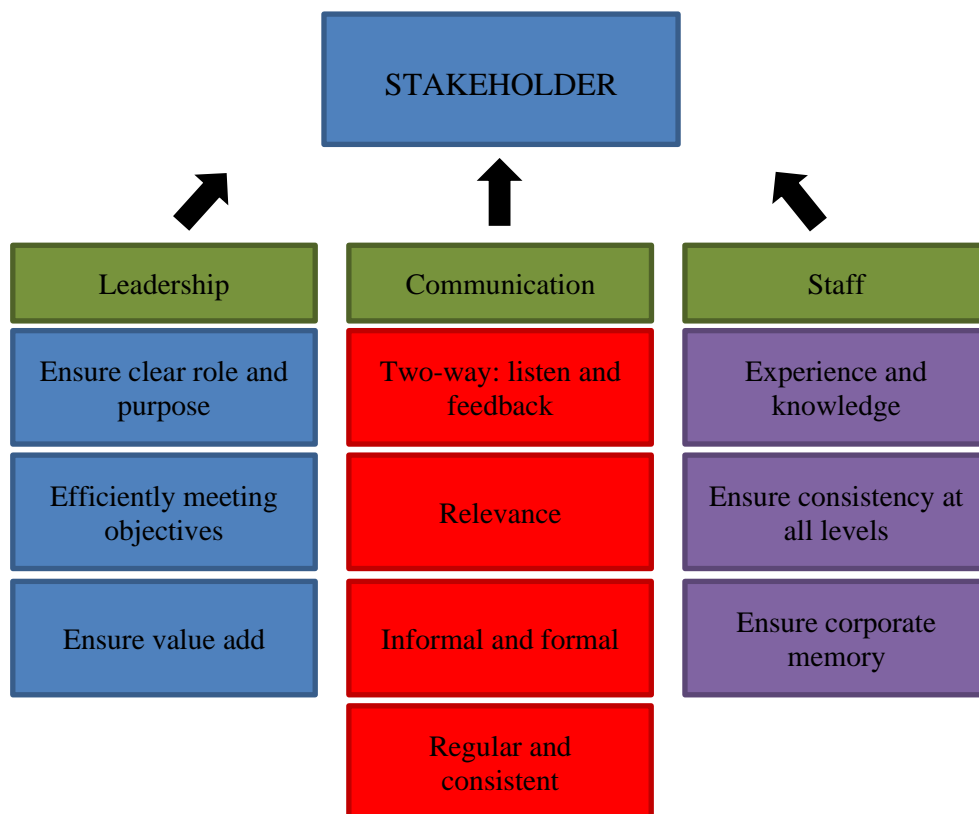 STAKEHOLDER
Leadership
Ensure clear role and
purpose
Efficiently meeting
objectives
Ensure value add
Communication
Two-way: listen and
feedback
Relevance
Informal and formal
Regular and
consistent
Staff
Experience and
knowledge
Ensure consistency at
all levels
Ensure corporate
memory